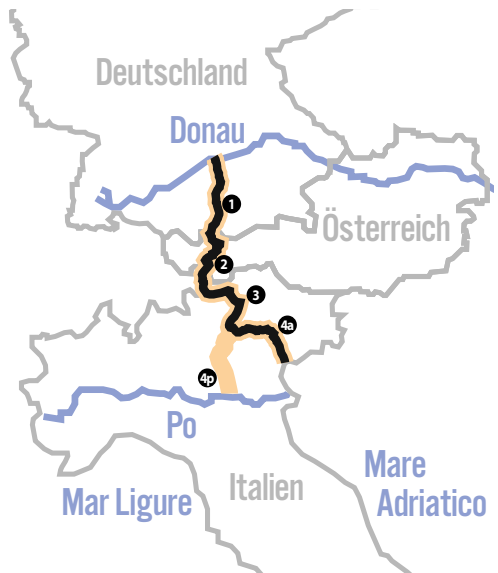 Deutschland
Donau
1
Österreich
2
3
4a
4p
Po
Mare
Adriatico
Italien
Mar Ligure